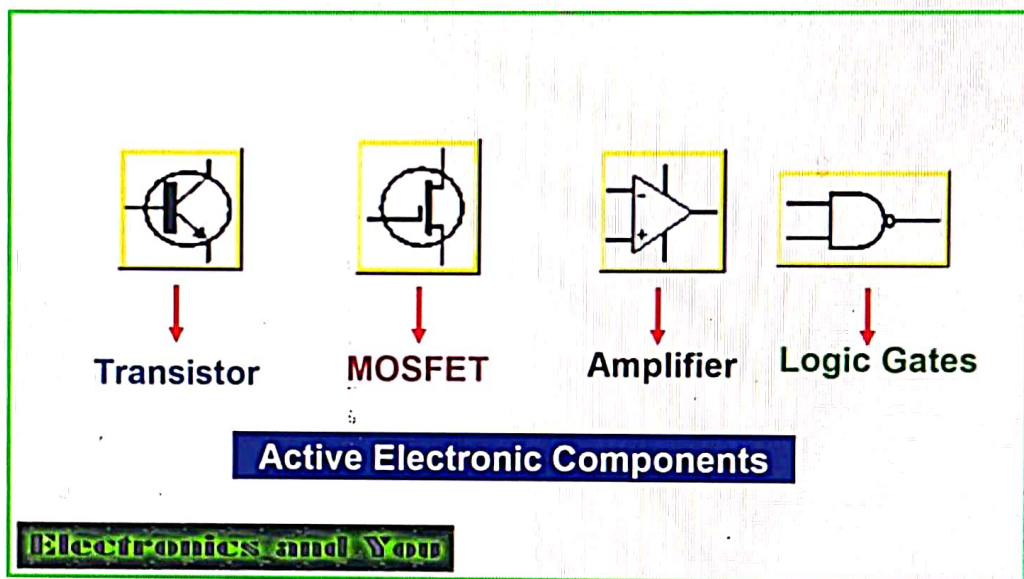 -
+
Transistor
MOSFET
Amplifier
Logic Gates
Active Electronic Components
Electronics and You